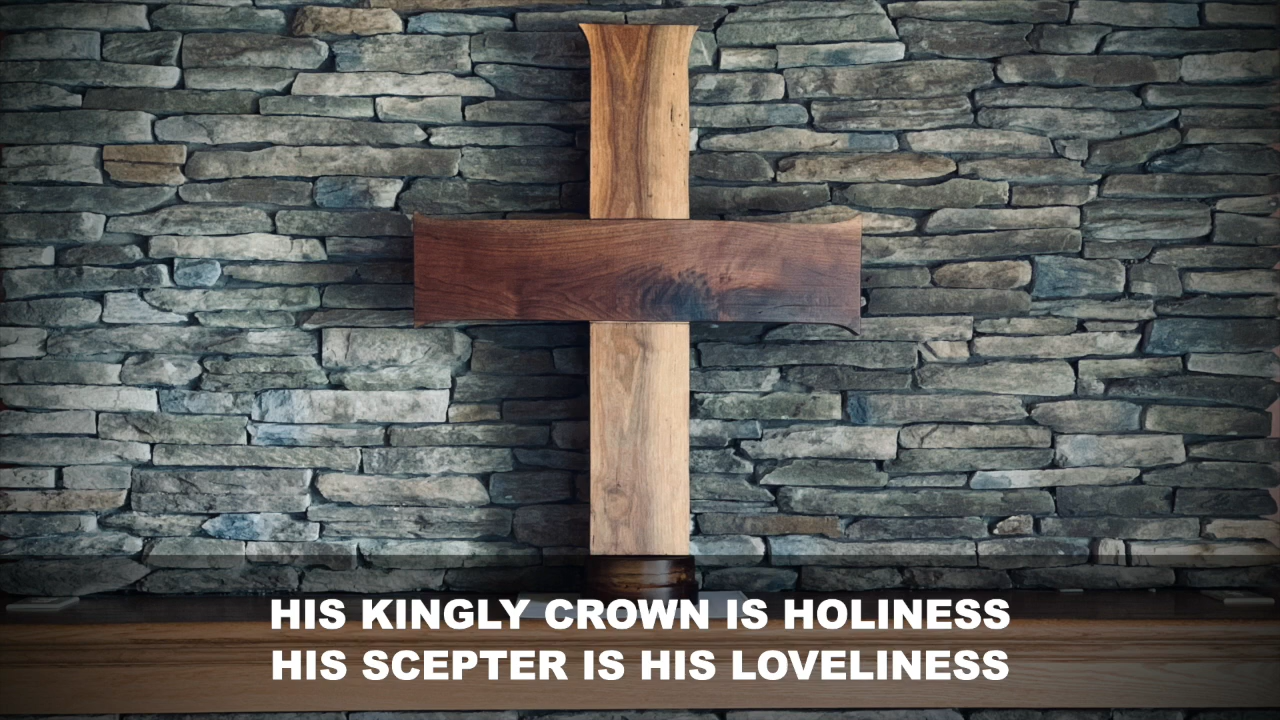 HIS KINGLY CROWN IS HOLINESS
HIS SCEPTER IS HIS LOVELINESS